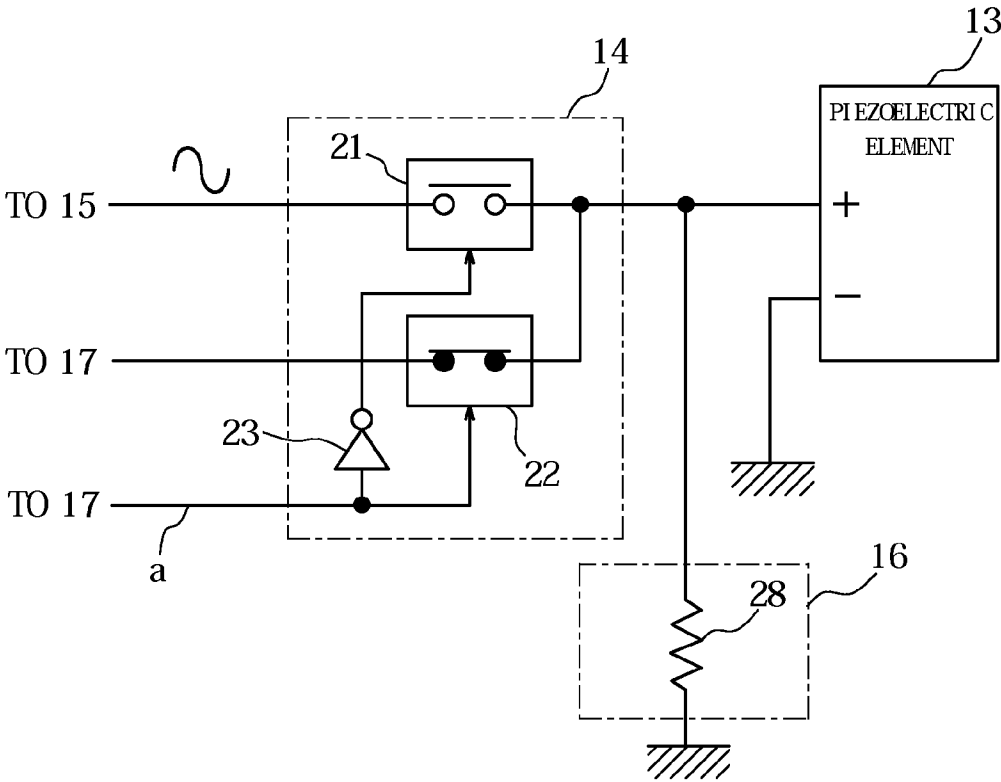 13
14
PIEZOELECTRIC
ELEMENT
21
TO 15
+
−
TO 17
23
22
TO 17
a
16
28